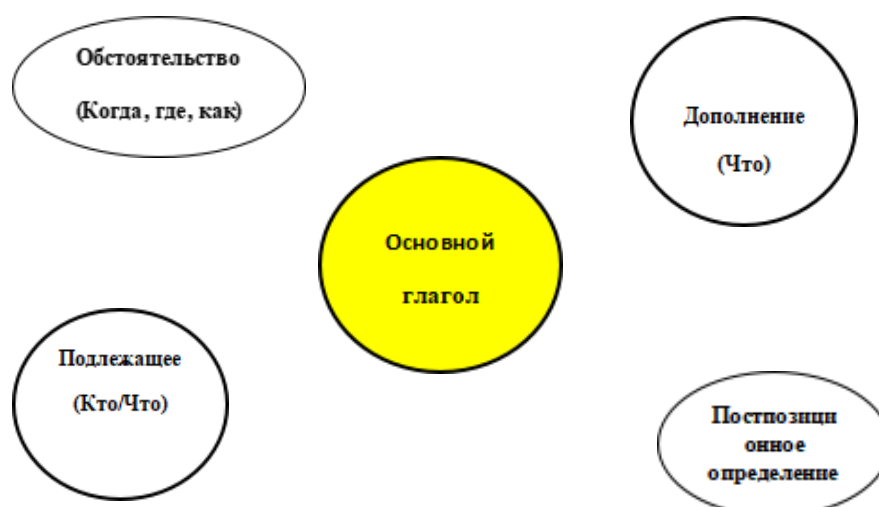 Обстоятельство
(Когда, где, как)
Дополнение
(Что)
Основной
глагол
Подлежащее
(Кто/Что)
Постпозици
онное
определение